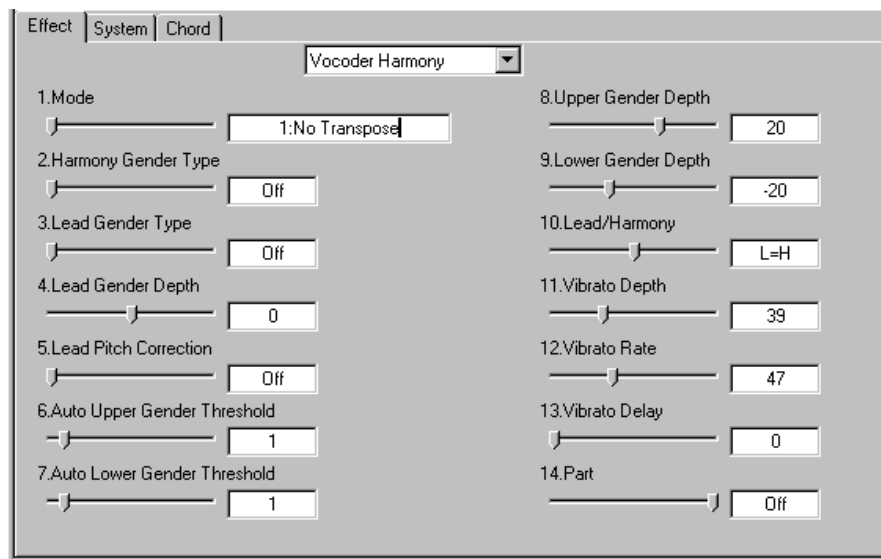 Effect System Chord
Vocoder Harmony
1.Mode
1:No Transpose
2.Harmony Gender Type
Off
3.Lead Gender Type
Off
4.Lead Gender Depth
0
5.Lead Pitch Correction
Off
6.Auto Upper Gender Threshold
1
7.Auto Lower Gender Threshold
1
8.Upper Gender Depth
20
9.Lower Gender Depth
-20
10.Lead/Harmony
L=H
11.Vibrato Depth
39
12.Vibrato Rate
47
13.Vibrato Delay
0
14.Part
Off